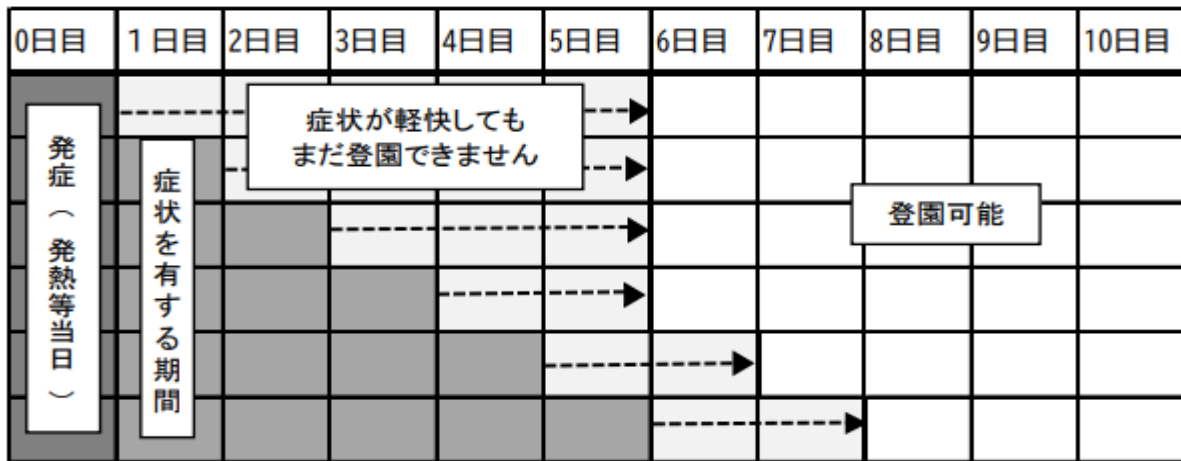 0日目 1日目 2日目 3日目 4日目 5日目 6日目 7日目 8日目 9日目 10日目
発症（発熱等当日）
症状を有する期間
症状が軽快しても
まだ登園できません
登園可能